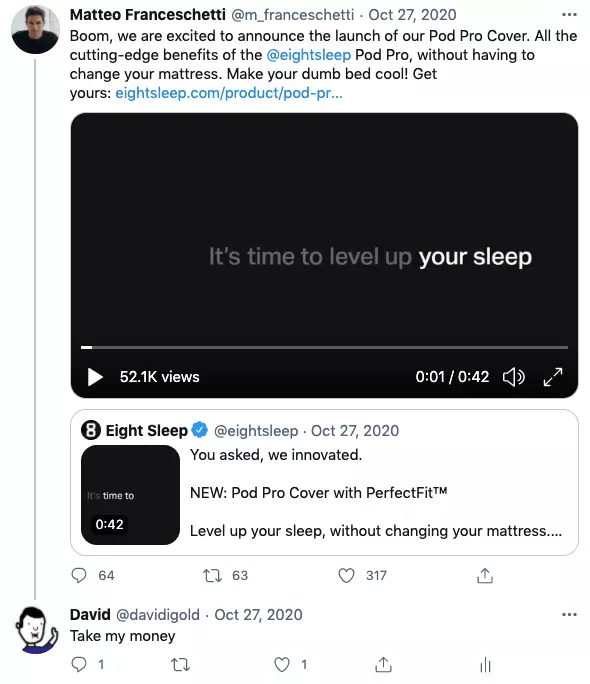 Matteo Franceschetti @m_franceschetti · Oct 27, 2020
Boom, we are excited to announce the launch of our Pod Pro Cover. All the
cutting-edge benefits of the @eightsleep Pod Pro, without having to
change your mattress. Make your dumb bed cool! Get
yours: eightsleep.com/product/pod-pr...
It's time to level up your sleep
52.1K views
0:01 / 0:42
8 Eight Sleep @eightsleep · Oct 27, 2020
You asked, we innovated.
It's time to
NEW: Pod Pro Cover with PerfectFit™
0:42
Level up your sleep, without changing your mattress....
64 63 317
David @davidigold · Oct 27, 2020
Take my money
1 1